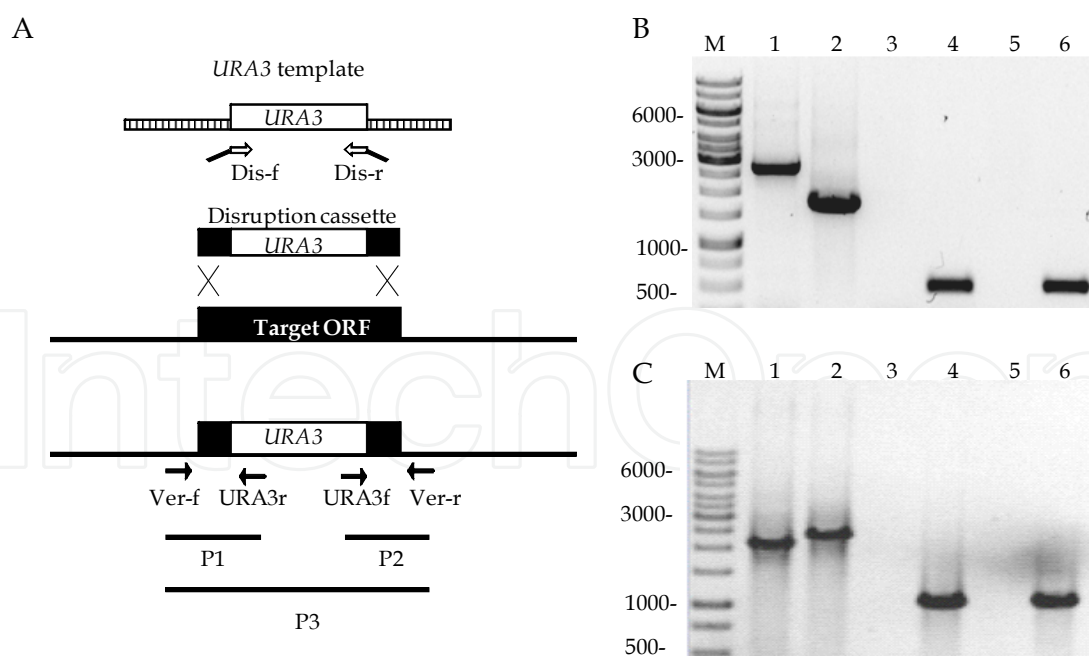 A
URA3 template
URA3
Dis-f
Dis-r
Disruption cassette
URA3
Target ORF
URA3
Ver-f
URA3r
URA3f
Ver-r
P1
P2
P3
B
M 1 2 3 4 5 6
6000-
3000-
1000-
500-
C
M 1 2 3 4 5 6
6000-
3000-
1000-
500-
IntechOpen